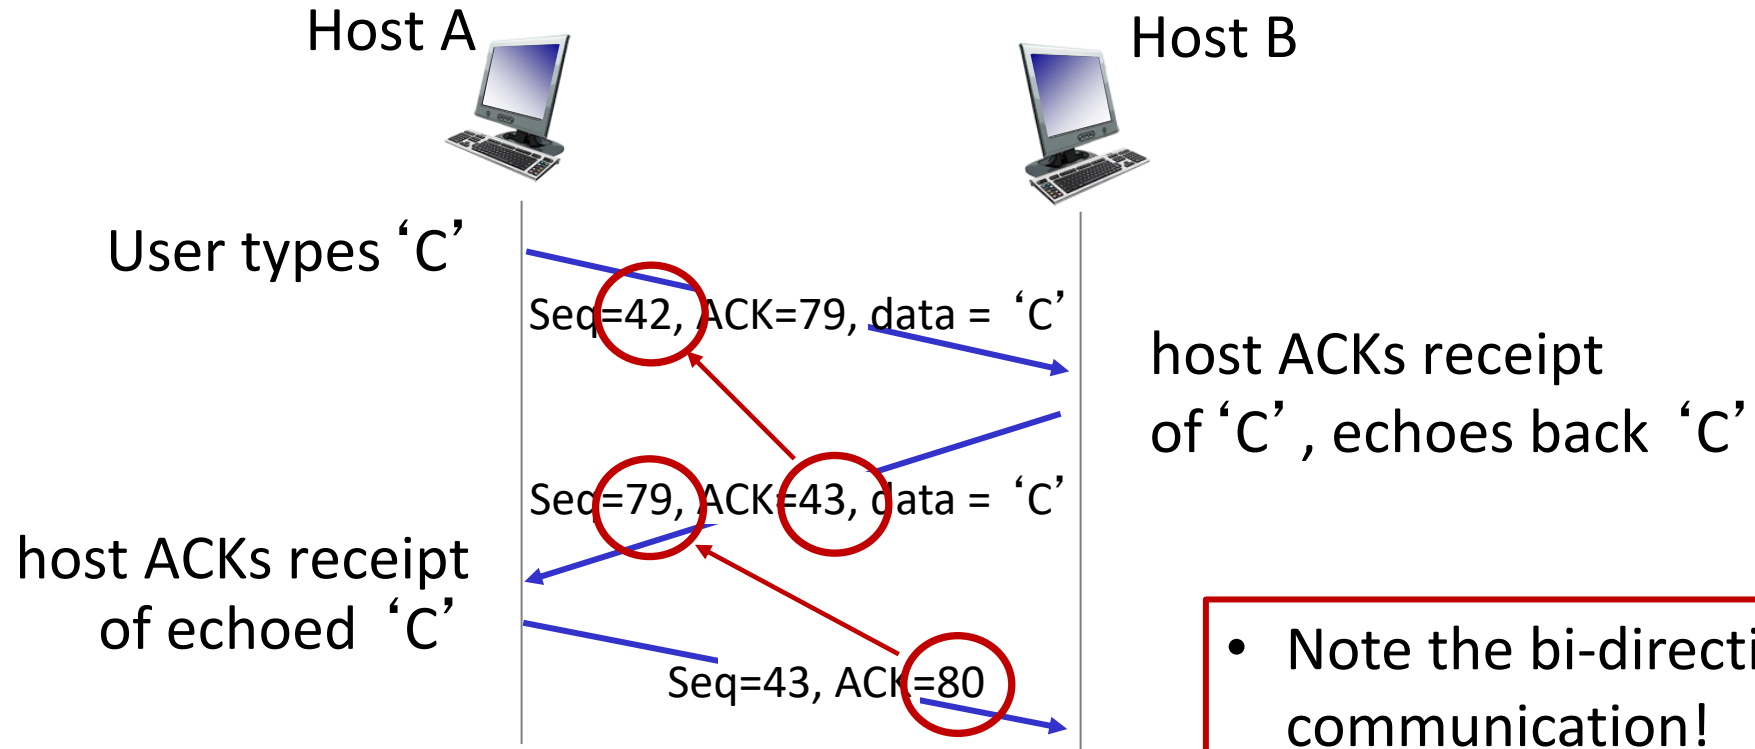 Host A
Host B
User types ‘C’
Seq=42, ACK=79, data = ‘C’
host ACKs receipt
of ‘C’, echoes back ‘C’
Seq=79, ACK=43, data = ‘C’
host ACKs receipt
of echoed ‘C’
Seq=43, ACK=80
• Note the bi-directi
communication!